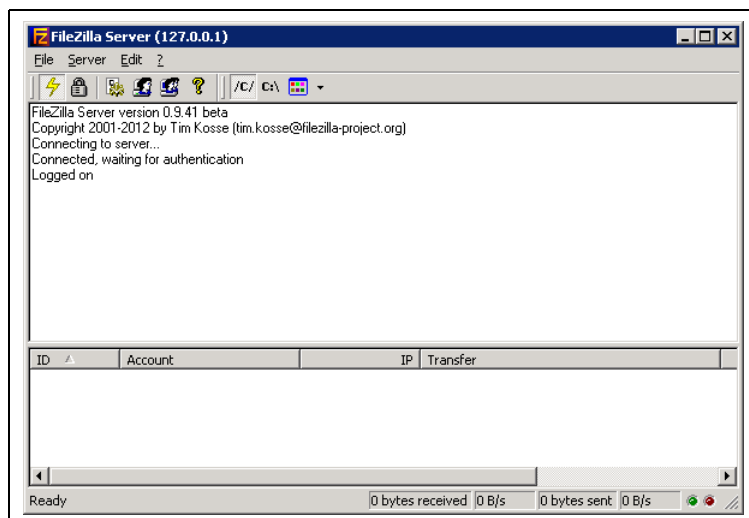 FileZilla Server (127.0.0.1)
File Server Edit ?
/C/ C:\
FileZilla Server version 0.9.41 beta
Copyright 2001-2012 by Tim Kosse (tim.kosse@filezilla-project.org)
Connecting to server...
Connected, waiting for authentication
Logged on
ID Account IP Transfer
Ready 0 bytes received 0 B/s 0 bytes sent 0 B/s